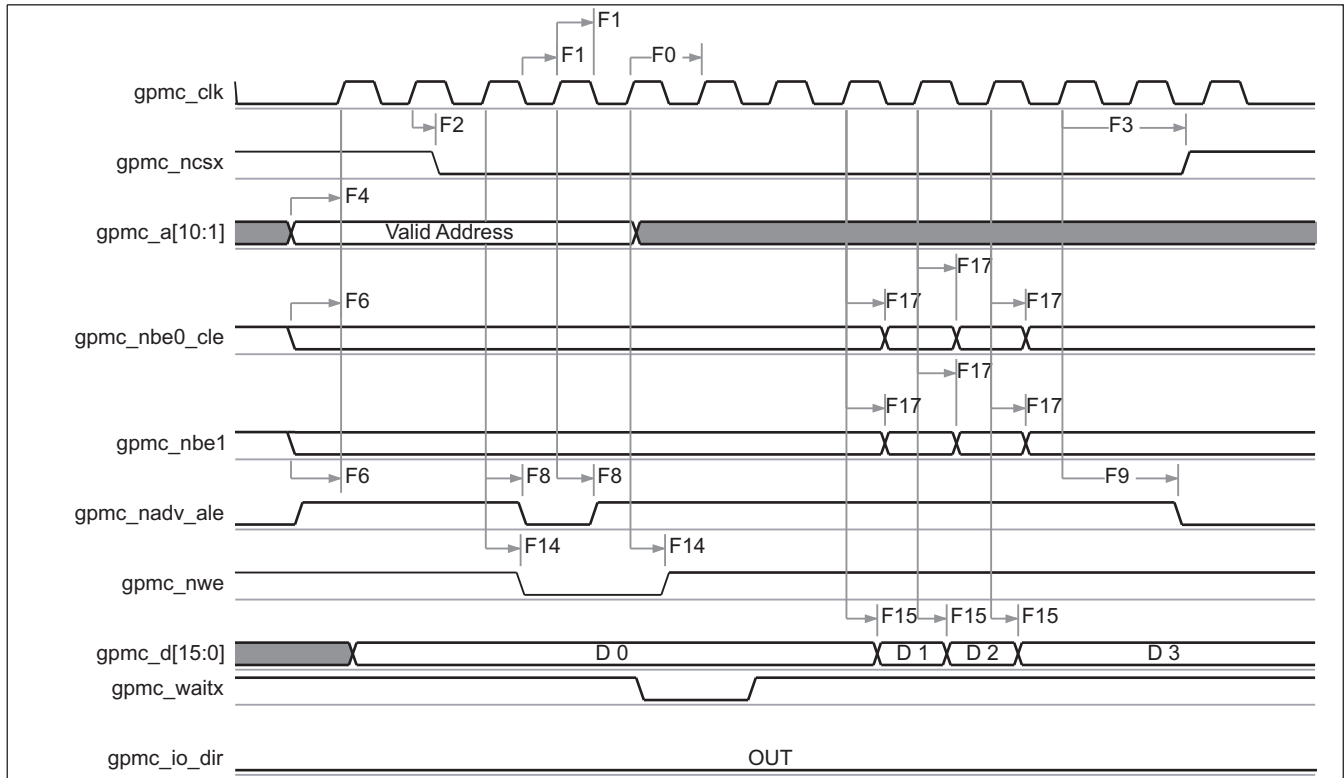 F1
F1
F0
gpmc_clk
F2
F3
gpmc_ncsx
F4
gpmc_a[10:1]
Valid Address
F17
F6
F17
F17
gpmc_nbe0_cle
F17
F17
F17
gpmc_nbe1
F6
F8
F8
F9
gpmc_nadv_ale
F14
F14
gpmc_nwe
F15
F15
F15
gpmc_d[15:0]
D 0
D 1
D 2
D 3
gpmc_waitx
gpmc_io_dir
OUT